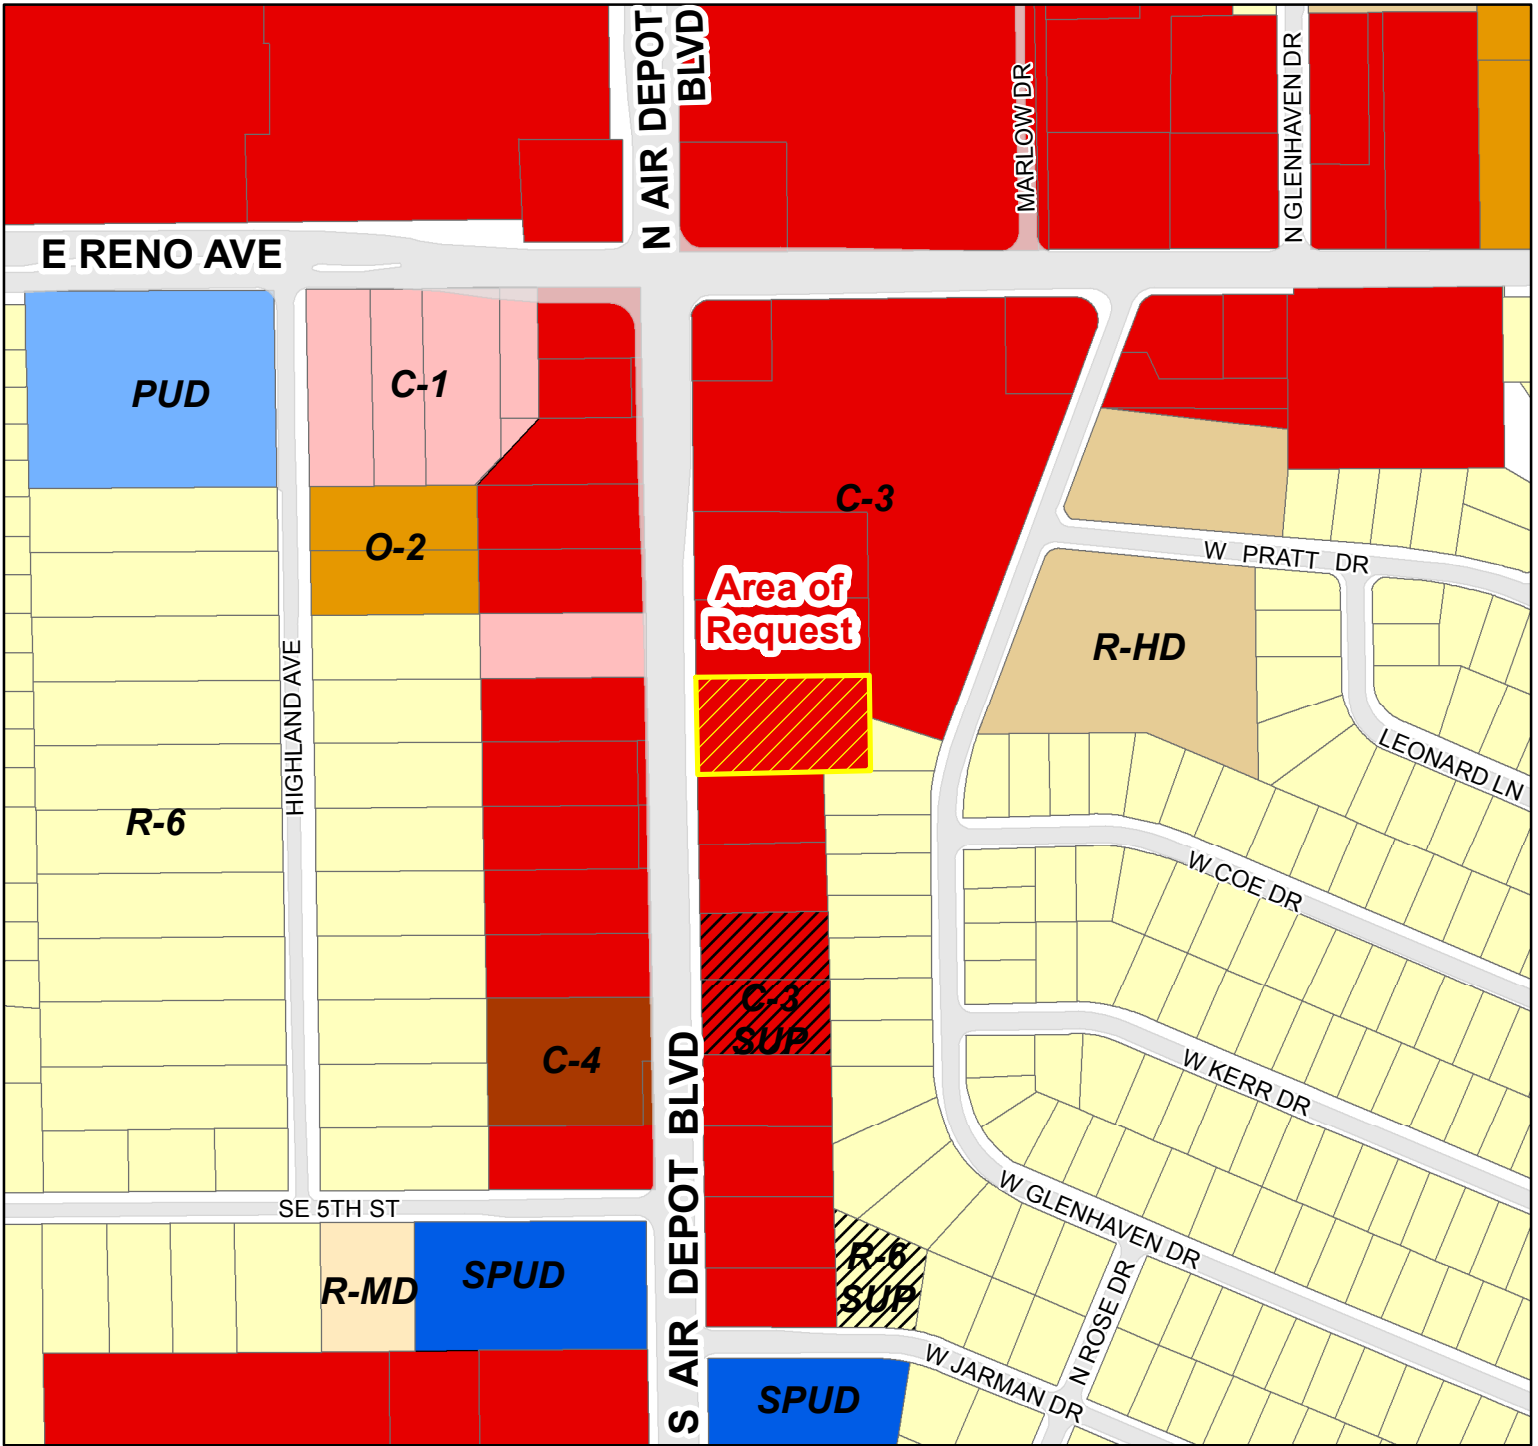 N AIR DEPOT
BLVD
MARLOW DR
N GLENHAVEN DR
E RENO AVE
PUD
C-1
C-3
O-2
W PRATT DR
Area of
Request
R-HD
HIGHLAND AVE
LEONARD LN
R-6
W COE DR
C-3
SUP
C-4
W KERR DR
S AIR DEPOT BLVD
W GLENHAVEN DR
SE 5TH ST
R-6
SUP
SPUD
R-MD
N ROSE DR
W JARMAN DR
SPUD